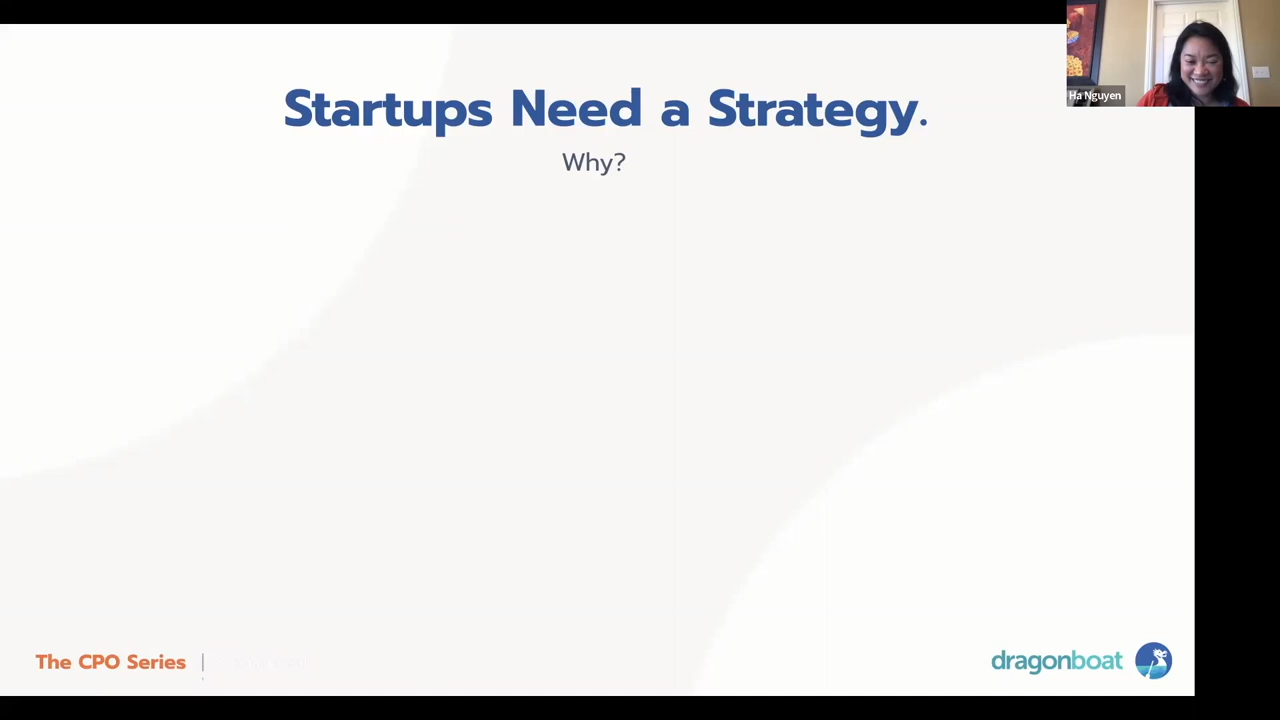 Startups Need a Strategy.
Why?
Ha Nguyen
The CPO Series |
dragonboat